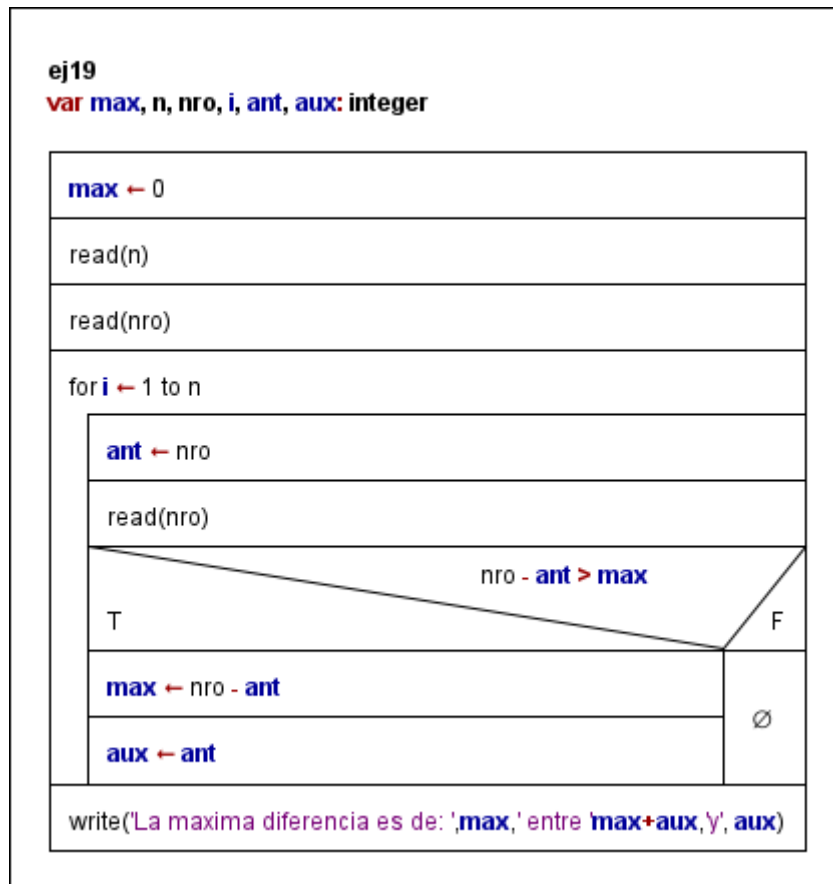 ej19
var max, n, nro, i, ant, aux: integer
max ← 0
read(n)
read(nro)
for i ← 1 to n
ant ← nro
read(nro)
nro - ant > max
T
F
max ← nro - ant
∅
aux ← ant
write('La maxima diferencia es de: ',max,' entre 'max+aux,'y', aux)